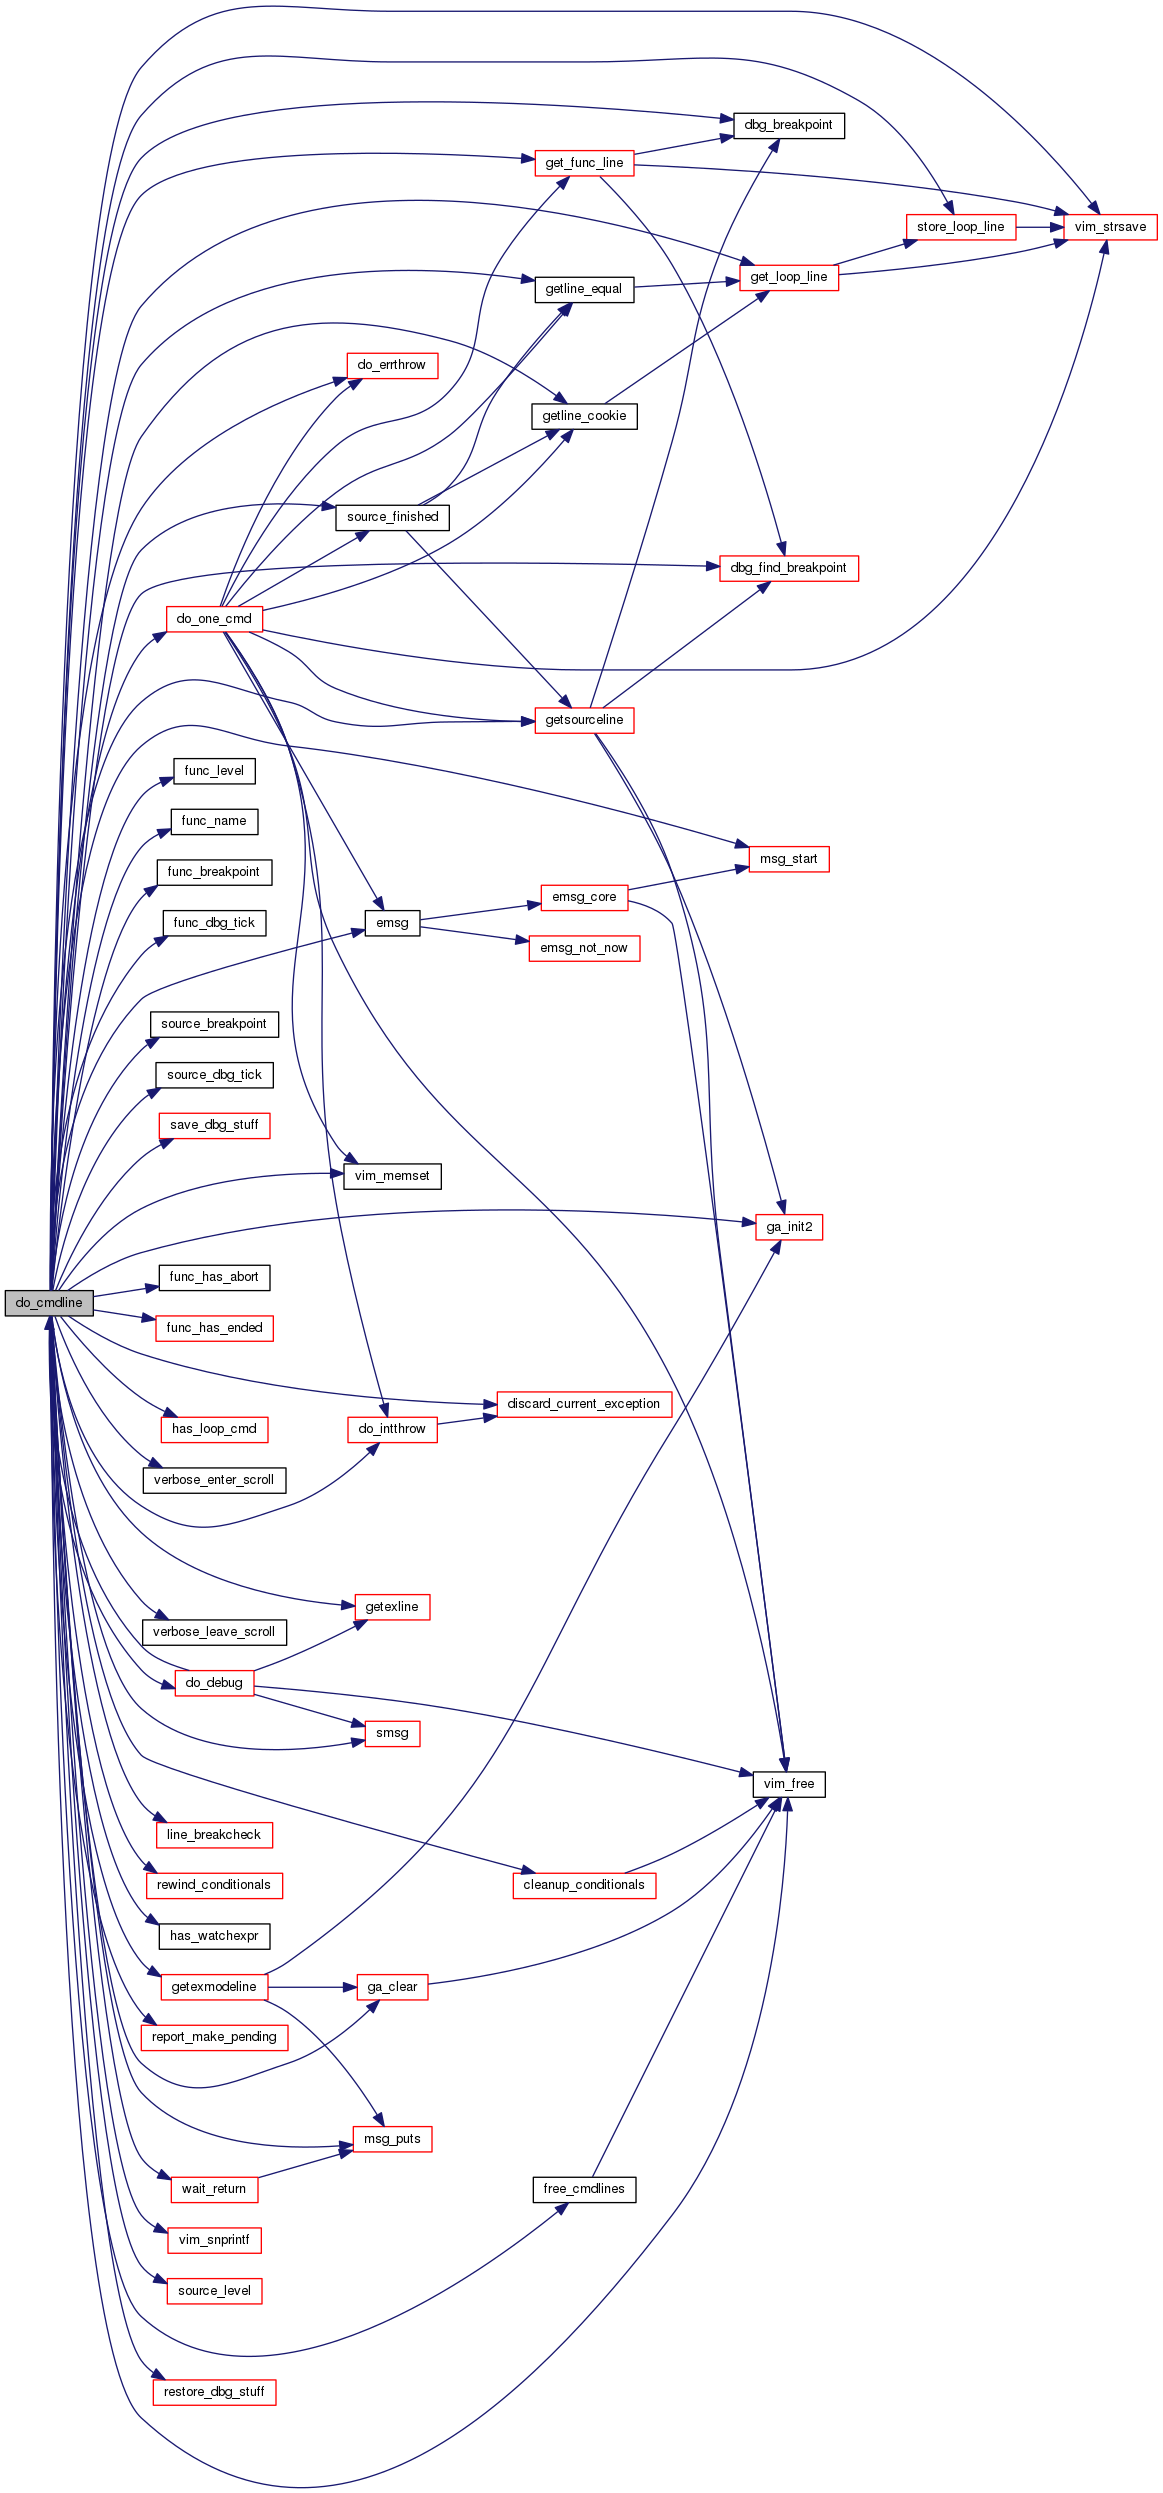 dbg_breakpoint
get_func_line
store_loop_line
vim_strsave
get_loop_line
getline_equal
do_errthrow
getline_cookie
source_finished
dbg_find_breakpoint
do_one_cmd
getsourceline
func_level
func_name
msg_start
func_breakpoint
emsg_core
func_dbg_tick
emsg
emsg_not_now
source_breakpoint
source_dbg_tick
save_dbg_stuff
vim_memset
ga_init2
func_has_abort
do_cmdline
func_has_ended
discard_current_exception
has_loop_cmd
do_intthrow
verbose_enter_scroll
getexline
verbose_leave_scroll
do_debug
smsg
vim_free
line_breakcheck
rewind_conditionals
cleanup_conditionals
has_watchexpr
getexmodeline
ga_clear
report_make_pending
msg_puts
wait_return
free_cmdlines
vim_snprintf
source_level
restore_dbg_stuff